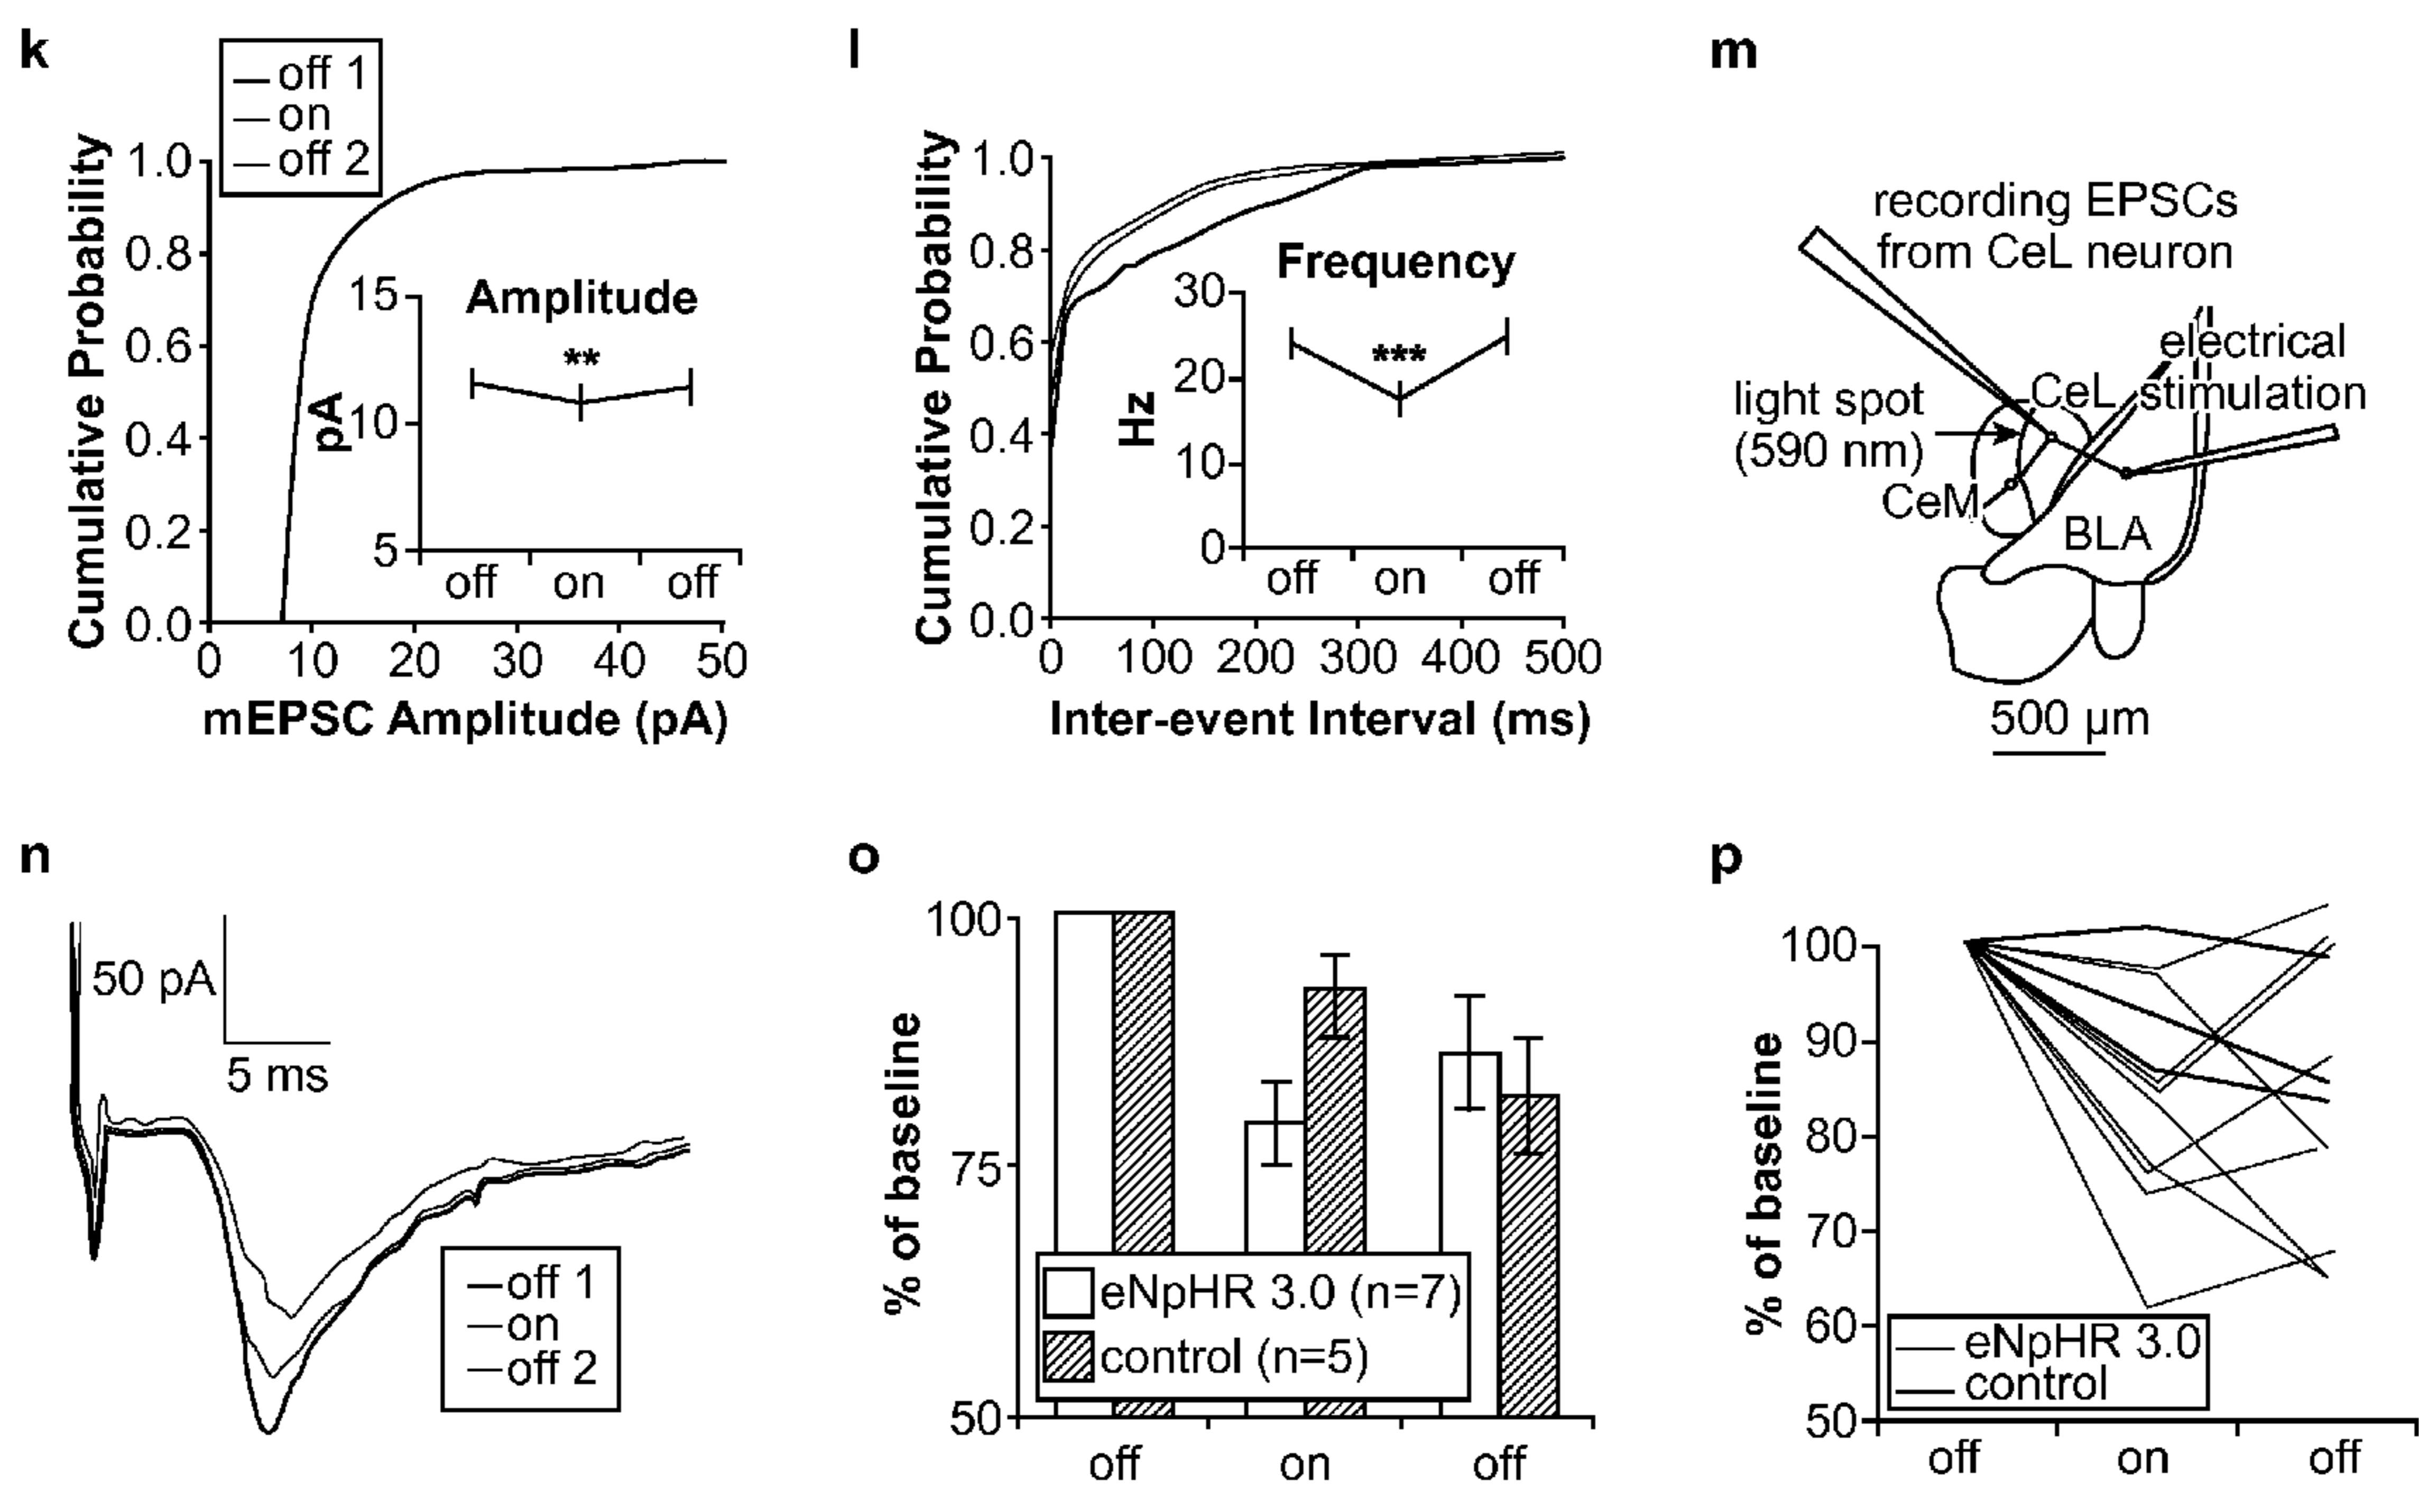 k
off 1
on
off 2
Cumulative Probability
1.0
0.8
0.6
0.4
0.2
0.0
0 10 20 30 40 50
mEPSC Amplitude (pA)
Amplitude
**
pA
15
10
5
off on off
l
Cumulative Probability
1.0
0.8
0.6
0.4
0.2
0.0
0 100 200 300 400 500
Inter-event Interval (ms)
Frequency
***
Hz
30
20
10
0
off on off
m
recording EPSCs
from CeL neuron
electrical
stimulation
light spot
(590 nm)
CeL
CeM
BLA
500 µm
n
50 pA
5 ms
off 1
on
off 2
o
% of baseline
100
75
50
eNpHR 3.0 (n=7)
control (n=5)
off on off
p
% of baseline
100
90
80
70
60
50
eNpHR 3.0
control
off on off